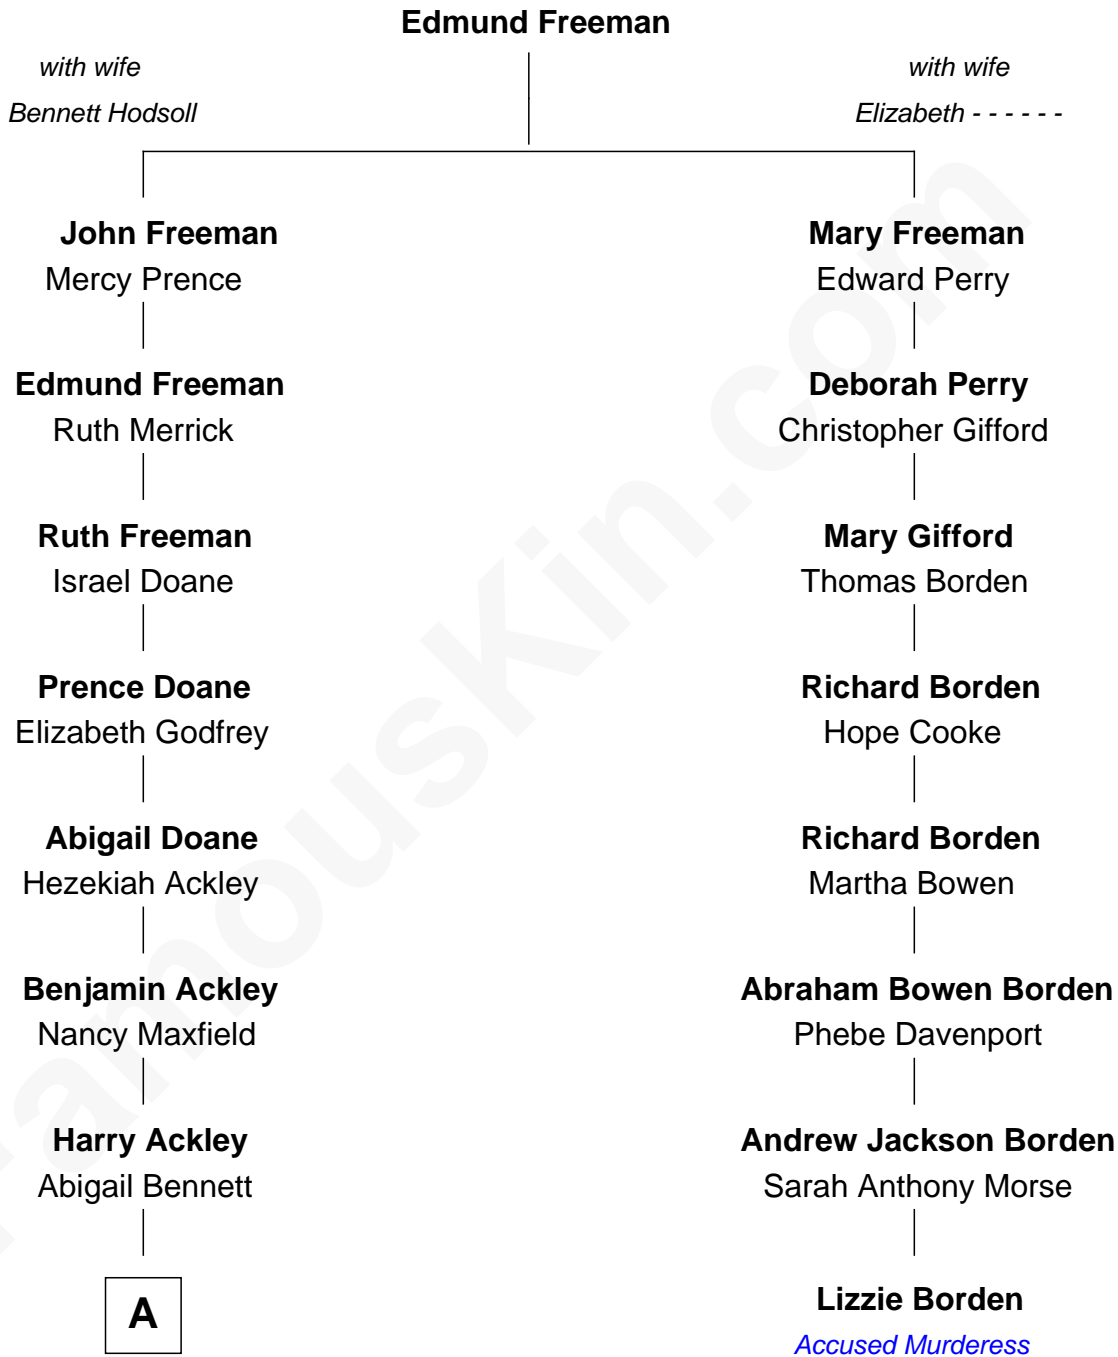 Edmund Freeman
with wife
Bennett Hodsoll
with wife
Elizabeth - - - - - -
John Freeman
Mercy Prence
Mary Freeman
Edward Perry
Edmund Freeman
Ruth Merrick
Deborah Perry
Christopher Gifford
Ruth Freeman
Israel Doane
Mary Gifford
Thomas Borden
Prence Doane
Elizabeth Godfrey
Richard Borden
Hope Cooke
Abigail Doane
Hezekiah Ackley
Richard Borden
Martha Bowen
Benjamin Ackley
Nancy Maxfield
Abraham Bowen Borden
Phebe Davenport
Harry Ackley
Abigail Bennett
Andrew Jackson Borden
Sarah Anthony Morse
A
Lizzie Borden
Accused Murderess
FamousKin.com